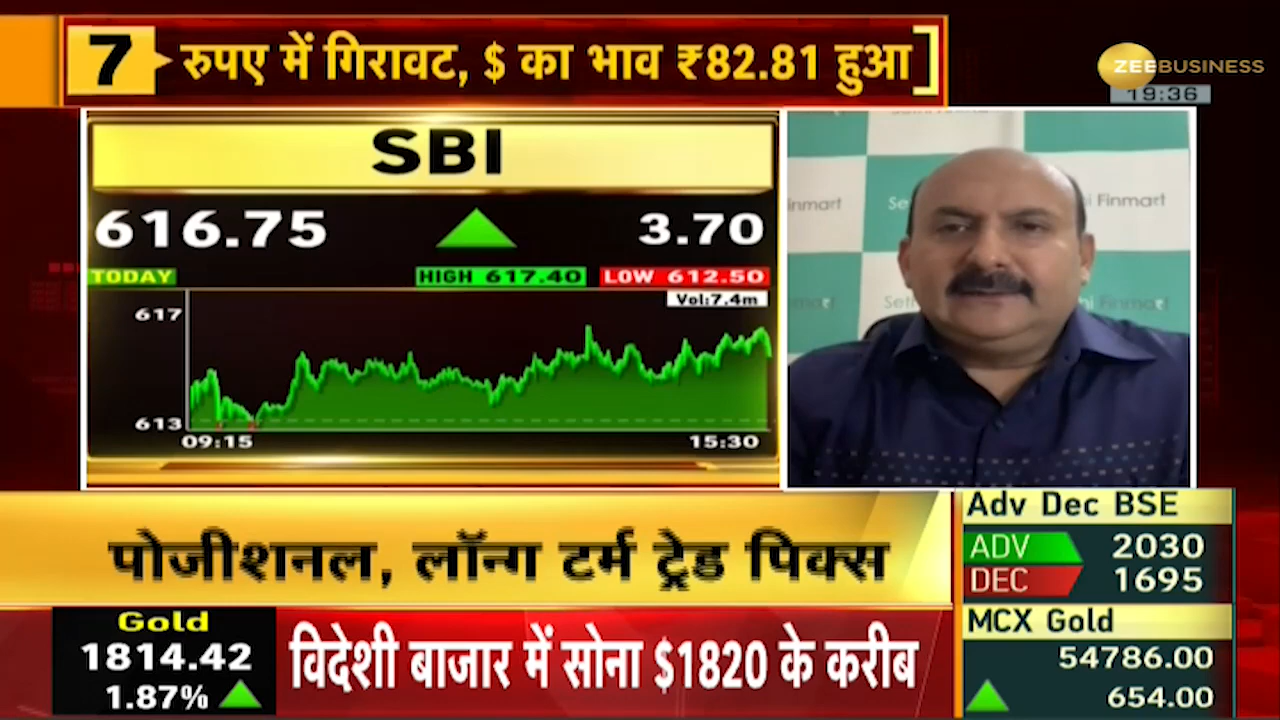 7 रुपए में गिरावट, $ का भाव ₹82.81 हुआ
ZEEBUSINESS
19:36
SBI
616.75 3.70
TODAY HIGH 617.40 LOW 612.50
Vol:7.4m
617
613
09:15 15:30
Finmart
Finmart
पोजीशनल, लॉन्ग टर्म ट्रेड पिक्स
Adv Dec BSE
ADV 2030
DEC 1695
Gold
1814.42
1.87%
विदेशी बाजार में सोना $1820 के करीब
MCX Gold
54786.00
654.00